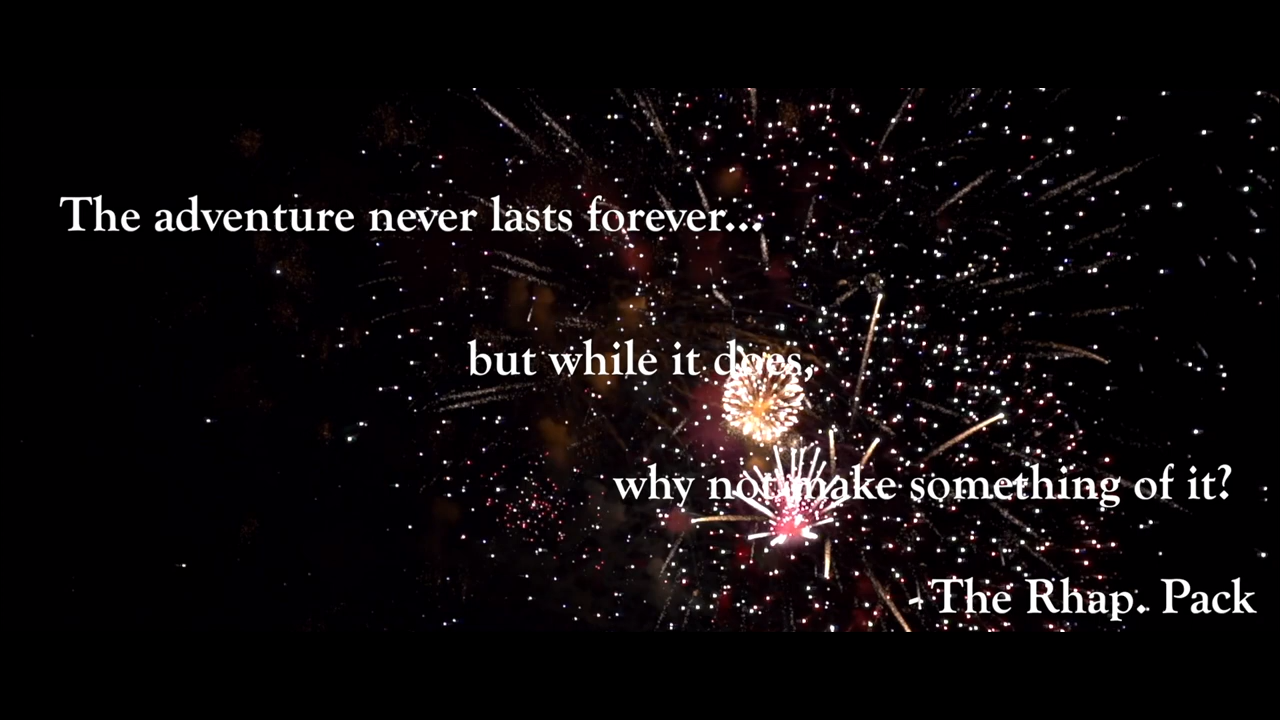 The adventure never lasts forever...
but while it does,
why not make something of it?
- The Rhap. Pack